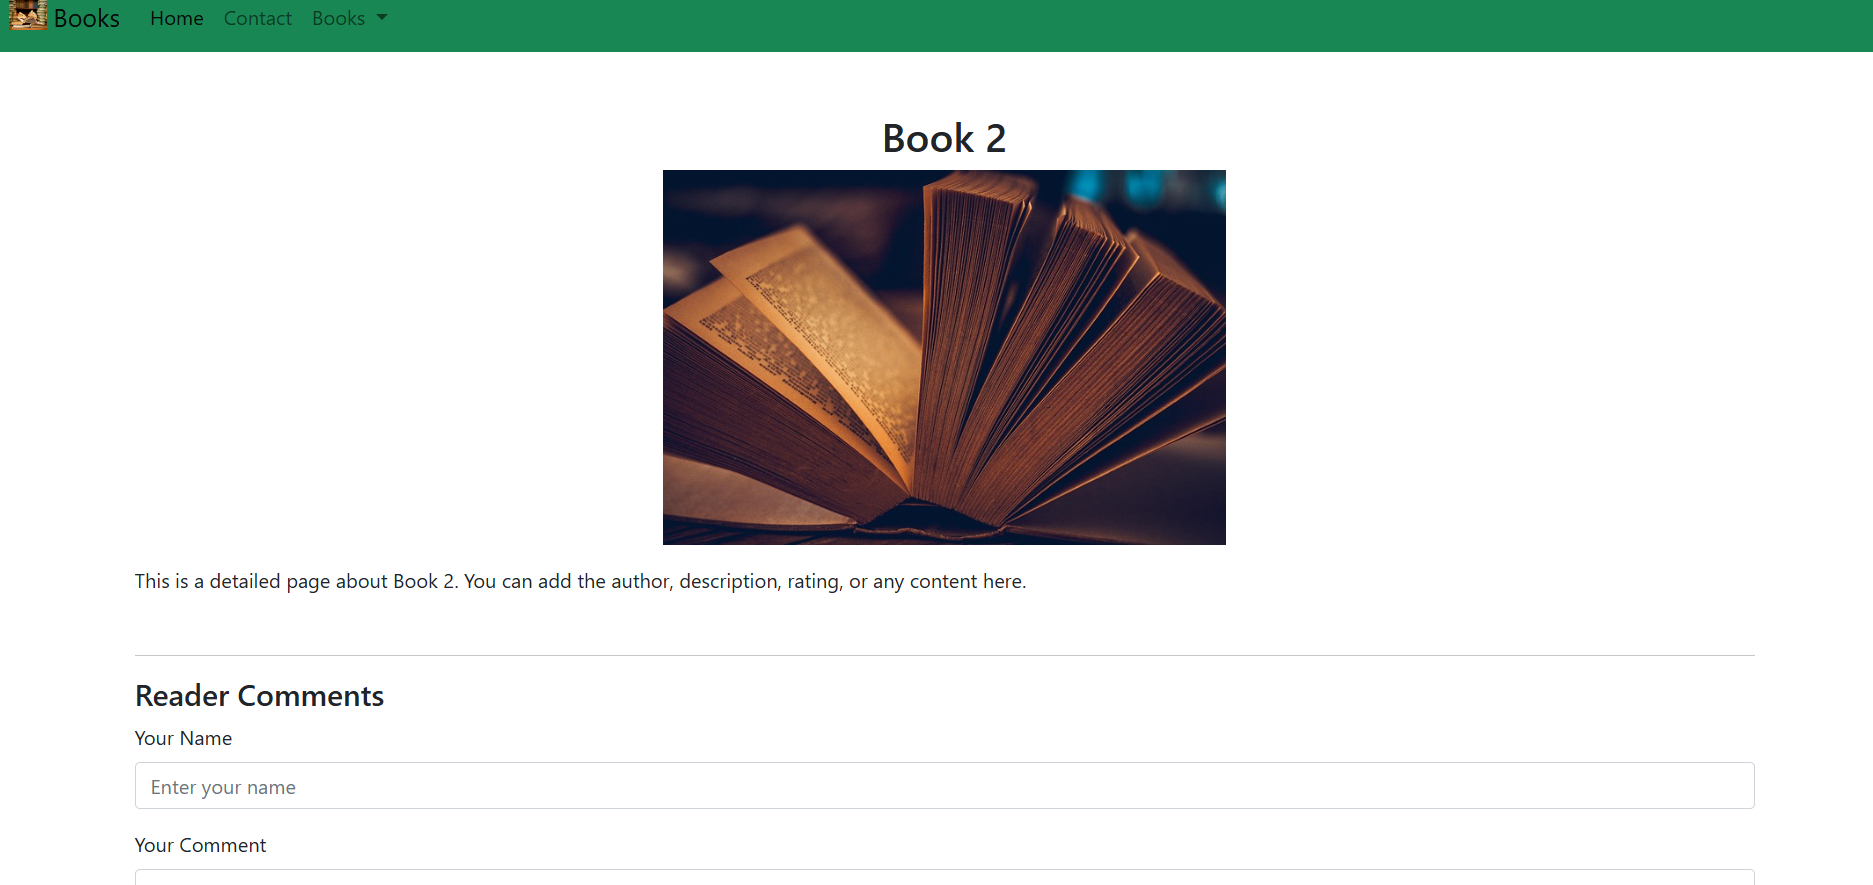 Books Home Contact Books
Book 2
This is a detailed page about Book 2. You can add the author, description, rating, or any content here.
Reader Comments
Your Name
Enter your name
Your Comment